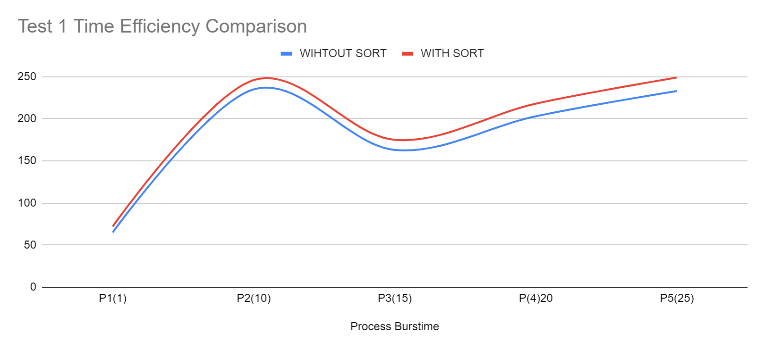 Test 1 Time Efficiency Comparison
WIHTOUT SORT WITH SORT
250
200
150
100
50
0
P1(1) P2(10) P3(15) P(4)20 P5(25)
Process Burstime